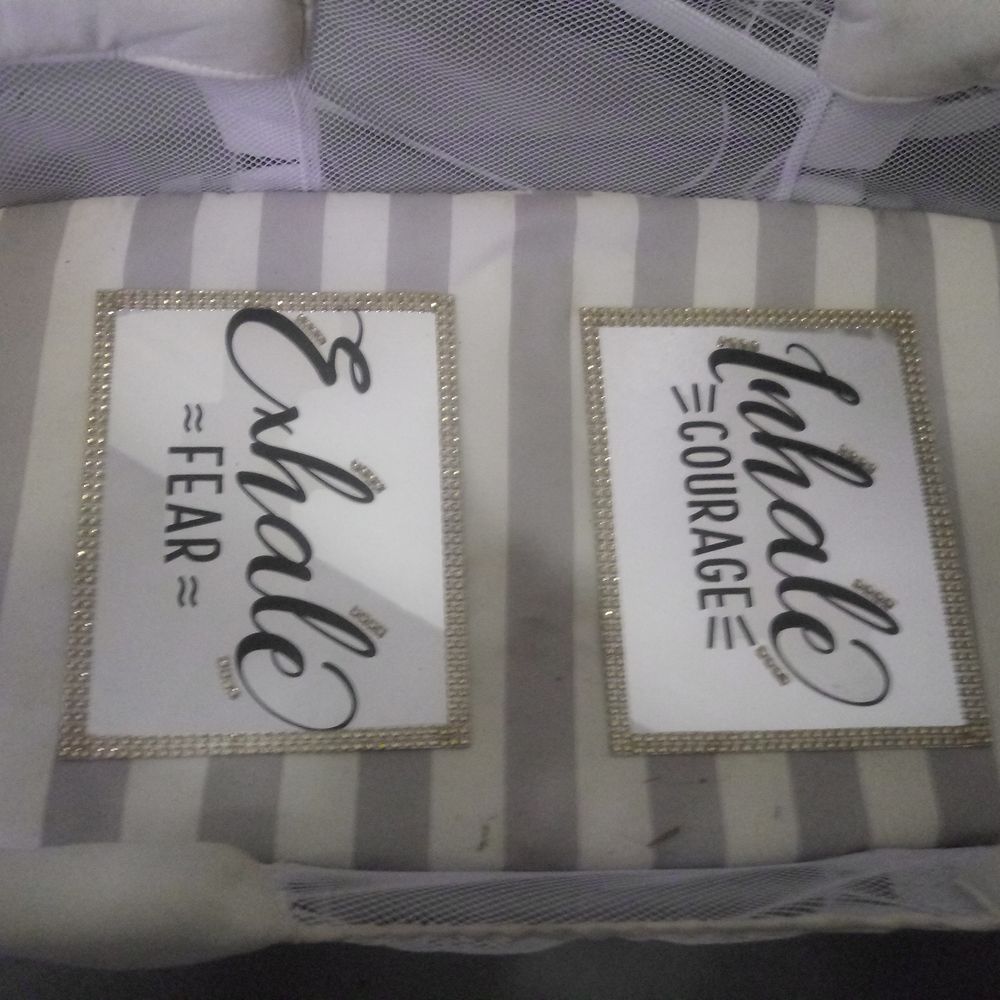 Inhale
COURAGE
Exhale
≈ FEAR ≈